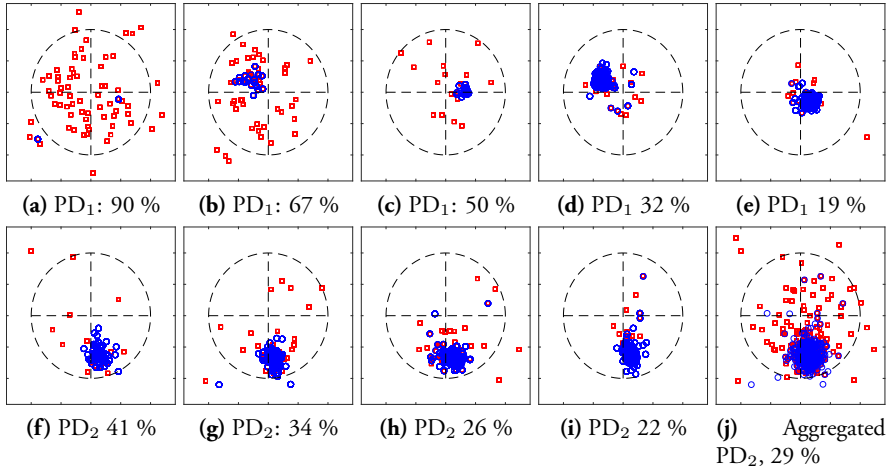 (a) PD₁: 90 %
(b) PD₁: 67 %
(c) PD₁: 50 %
(d) PD₁ 32 %
(e) PD₁ 19 %
(f) PD₂ 41 %
(g) PD₂: 34 %
(h) PD₂ 26 %
(i) PD₂ 22 %
(j) Aggregated
PD₂, 29 %